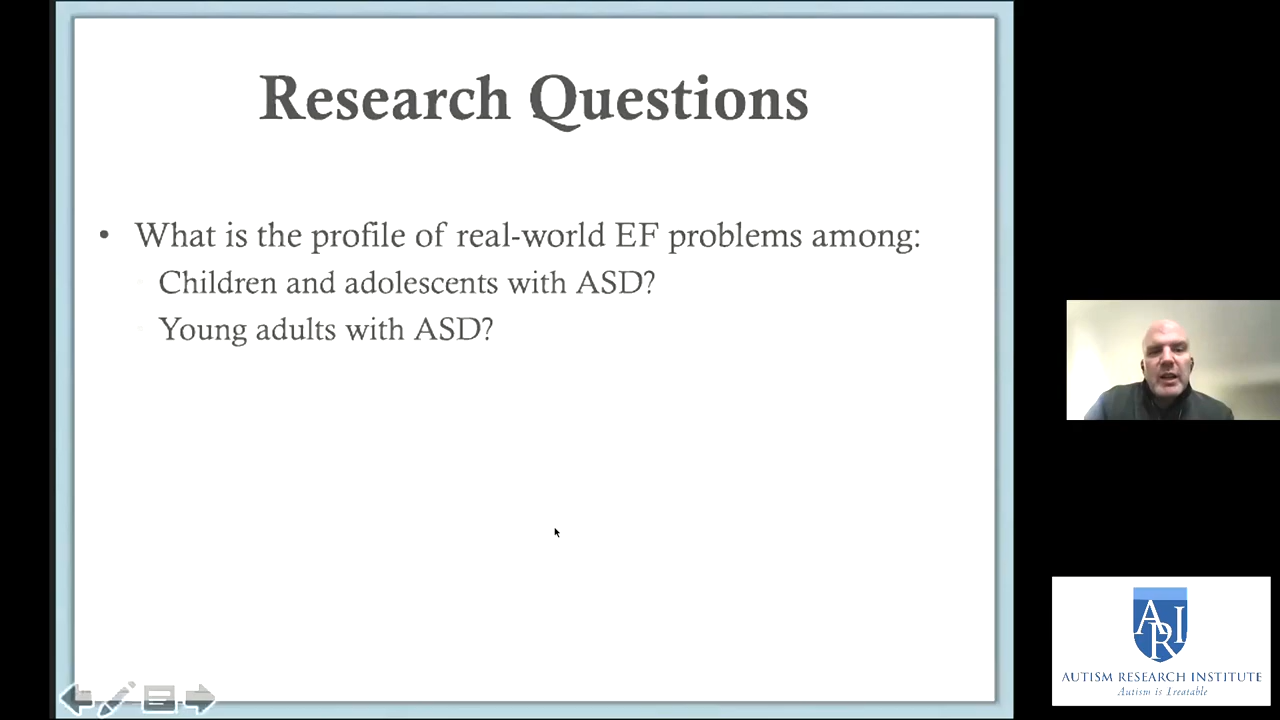 Research Questions
• What is the profile of real-world EF problems among:
Children and adolescents with ASD?
Young adults with ASD?
ARI
AUTISM RESEARCH INSTITUTE
Autism is Treatable